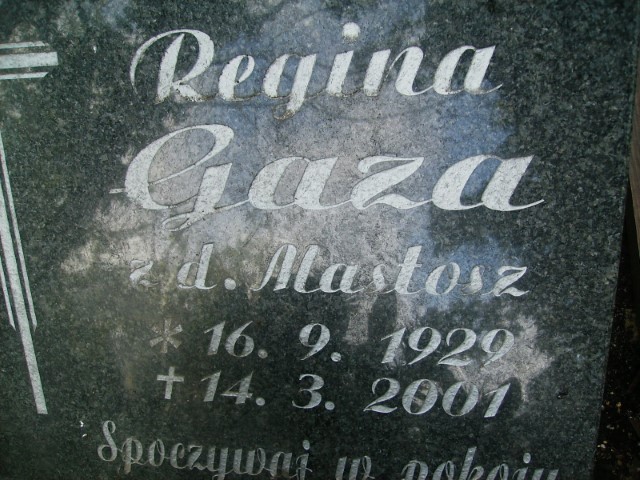 Regina
Gaza
z d. Mastosz
* 16. 9. 1929
✝ 14. 3. 2001
Spoczywaj w pokoju